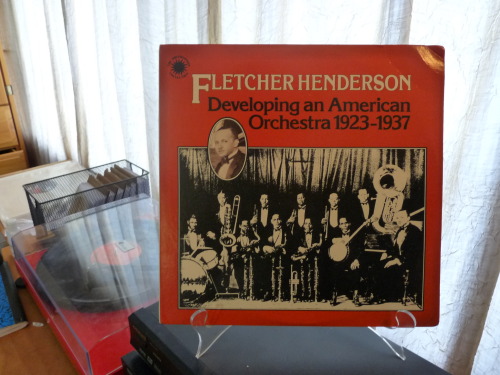 FLETCHER HENDERSON
Developing an American
Orchestra 1923-1937